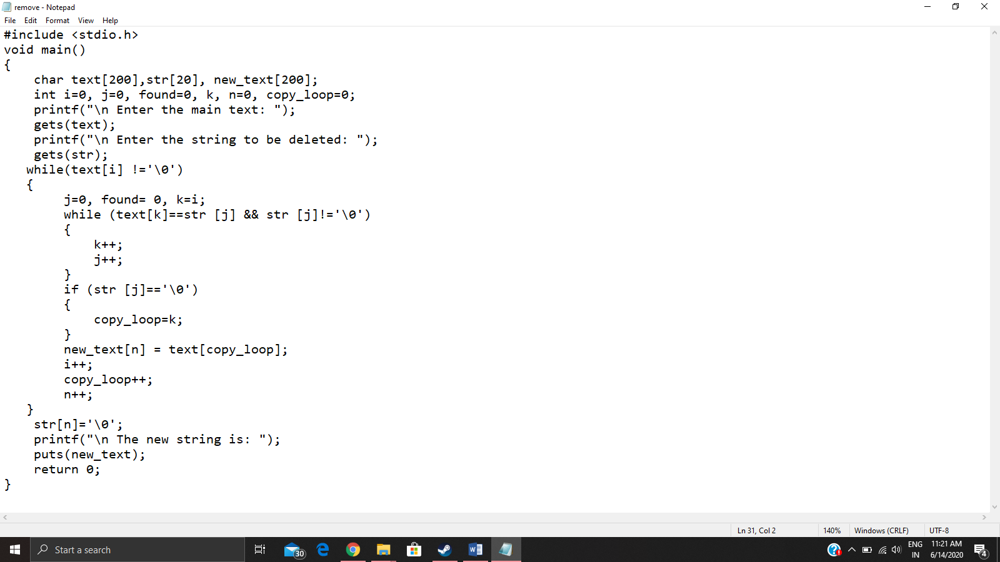 remove - Notepad
File Edit Format View Help
#include <stdio.h>
void main()
{
    char text[200],str[20], new_text[200];
    int i=0, j=0, found=0, k, n=0, copy_loop=0;
    printf("\n Enter the main text: ");
    gets(text);
    printf("\n Enter the string to be deleted: ");
    gets(str);
   while(text[i] !='\0')
   {
        j=0, found= 0, k=i;
        while (text[k]==str [j] && str [j]!='\0')
        {
            k++;
            j++;
        }
        if (str [j]=='\0')
        {
            copy_loop=k;
        }
        new_text[n] = text[copy_loop];
        i++;
        copy_loop++;
        n++;
   }
    str[n]='\0';
    printf("\n The new string is: ");
    puts(new_text);
    return 0;
}
Ln 31, Col 2 140% Windows (CRLF) UTF-8
Start a search 30 ENG 11:21 AM
IN 6/14/2020 4